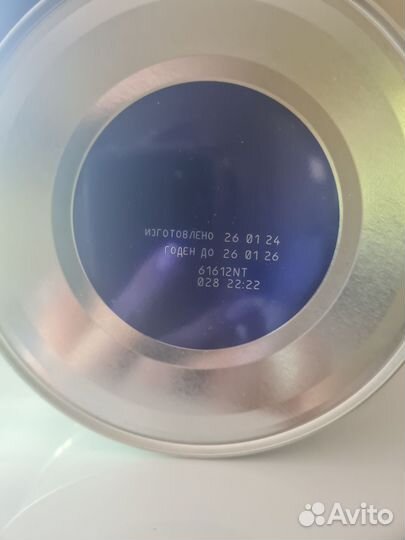 ИЗГОТОВЛЕНО 26 01 24
ГОДЕН ДО 26 01 26
61612NT
028 22:22
Avito